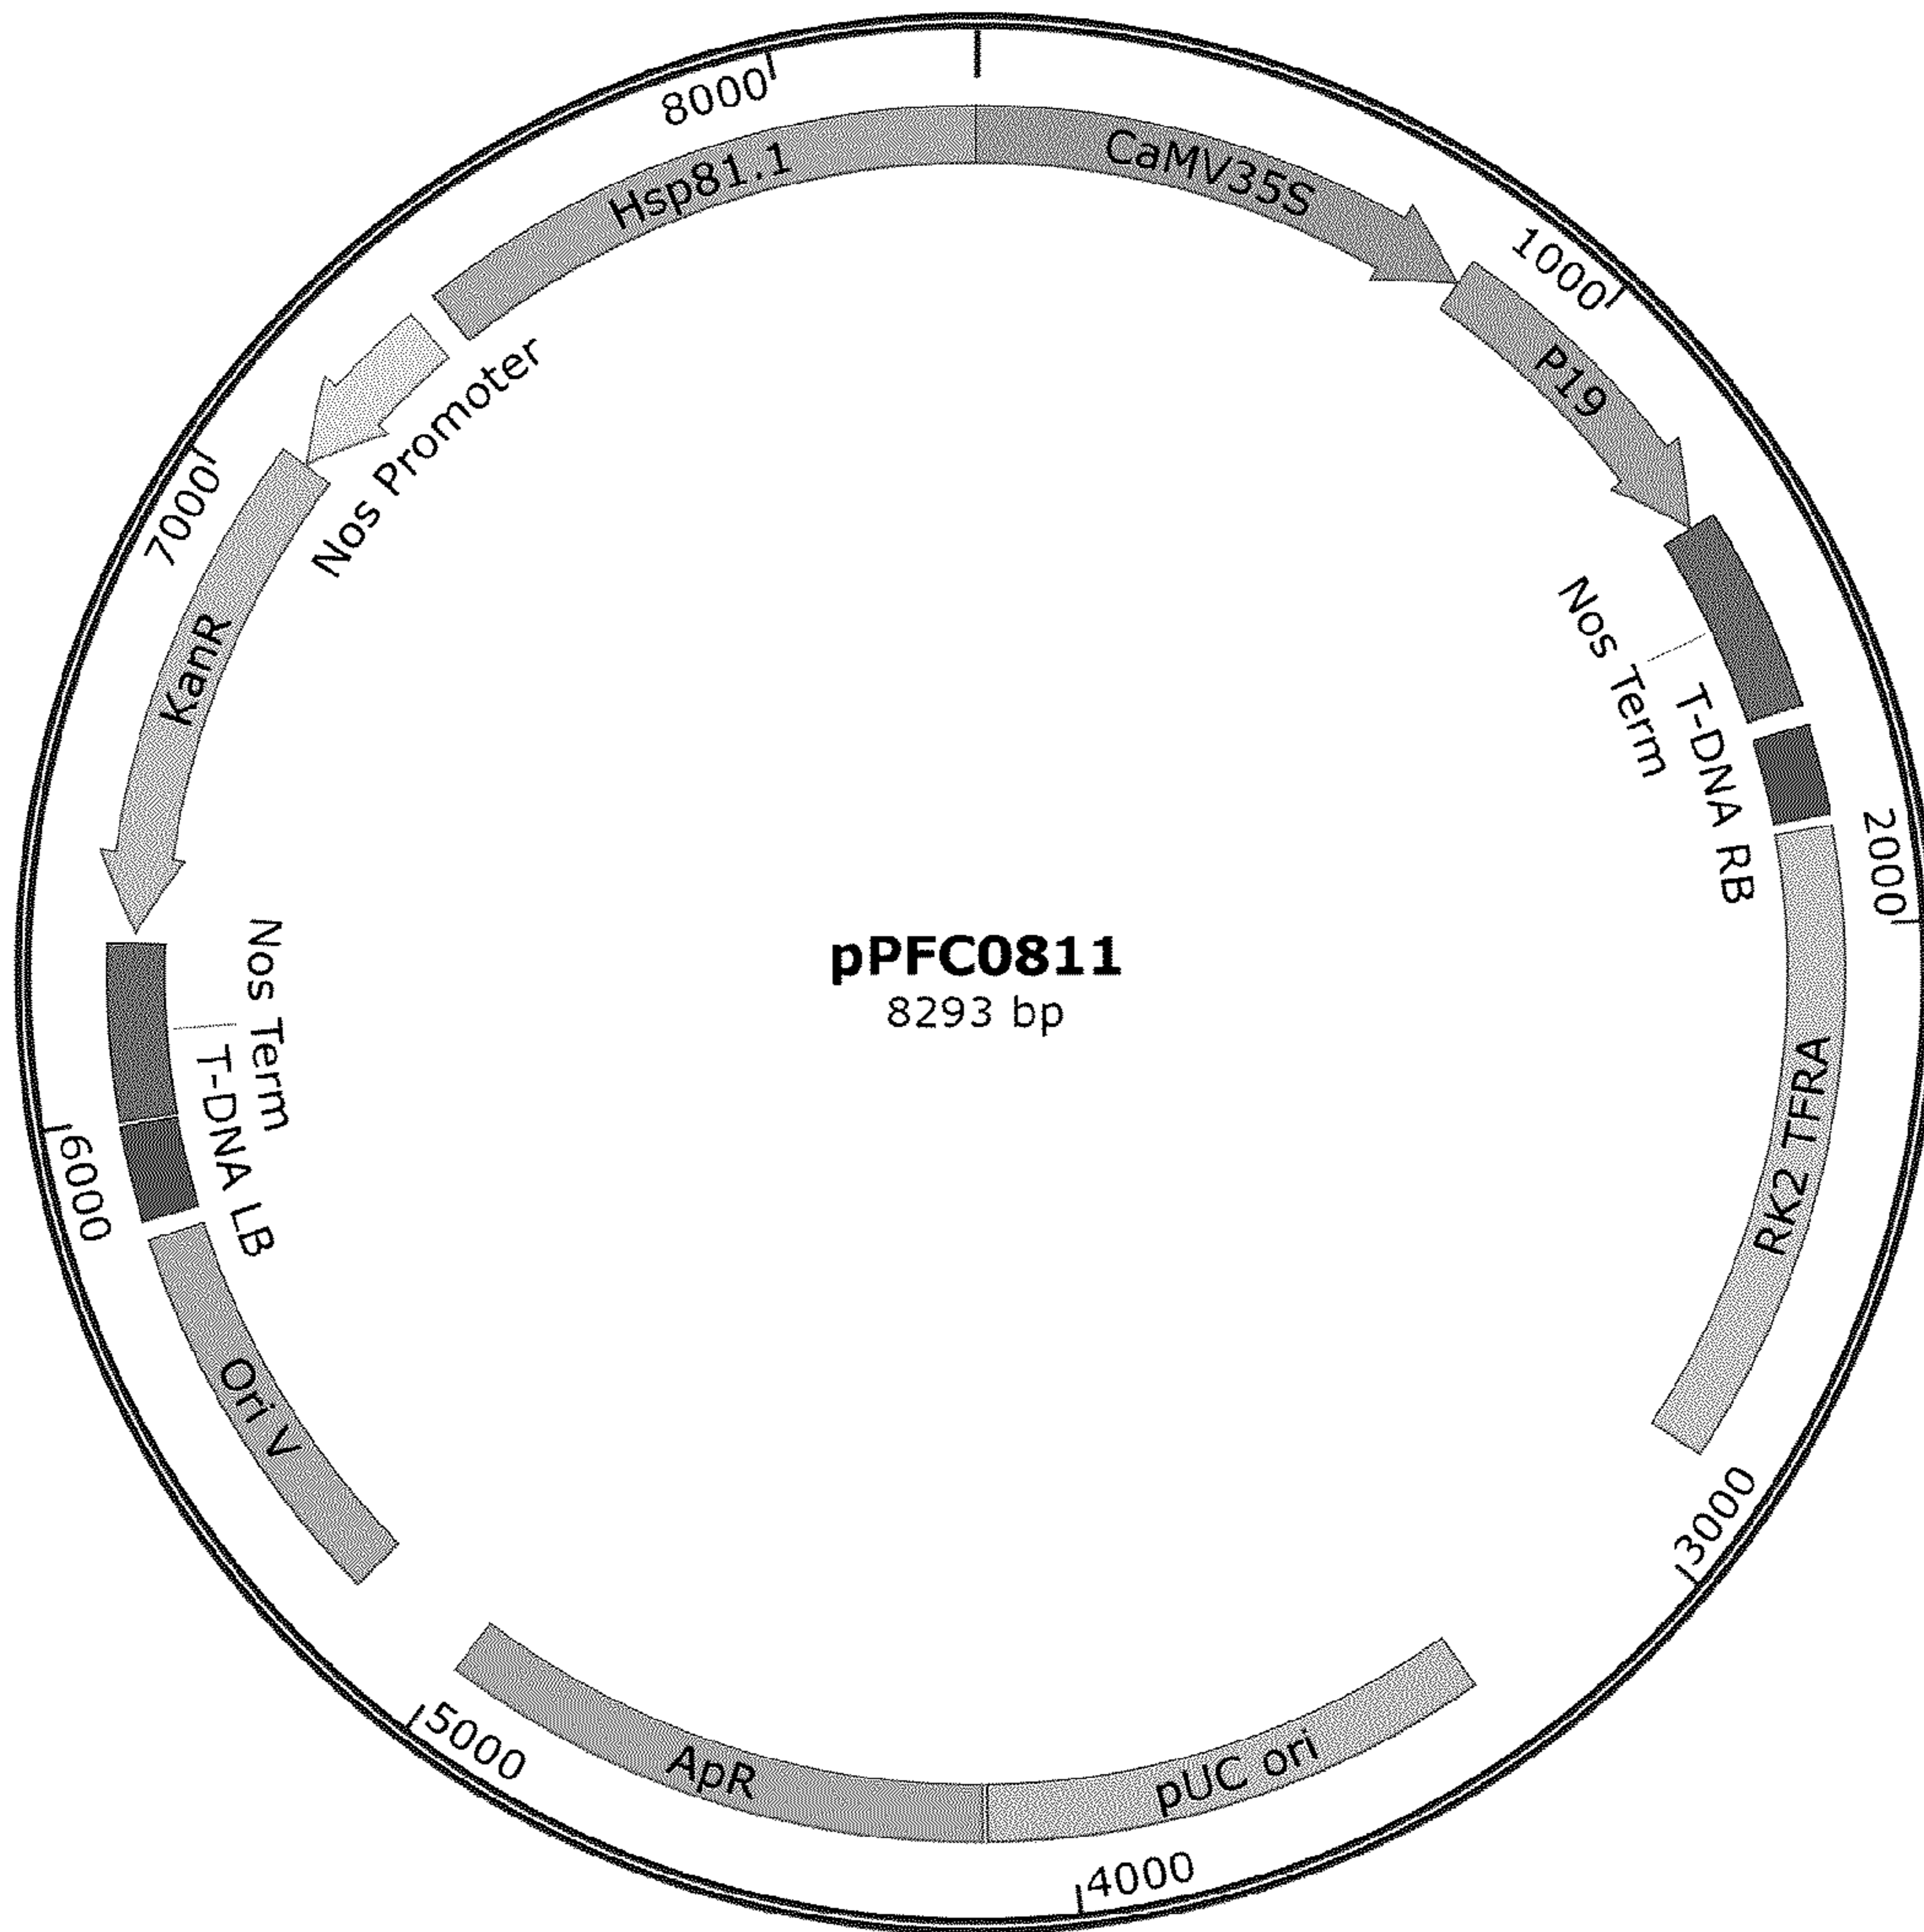 8000
Hsp81.1
CaMV35S
1000
P19
Nos Promoter
7000
KanR
Nos Term
T-DNA RB
2000
pPFC0811
8293 bp
Nos Term
T-DNA LB
6000
RK2 TFRA
Ori V
3000
5000
ApR
pUC ori
4000